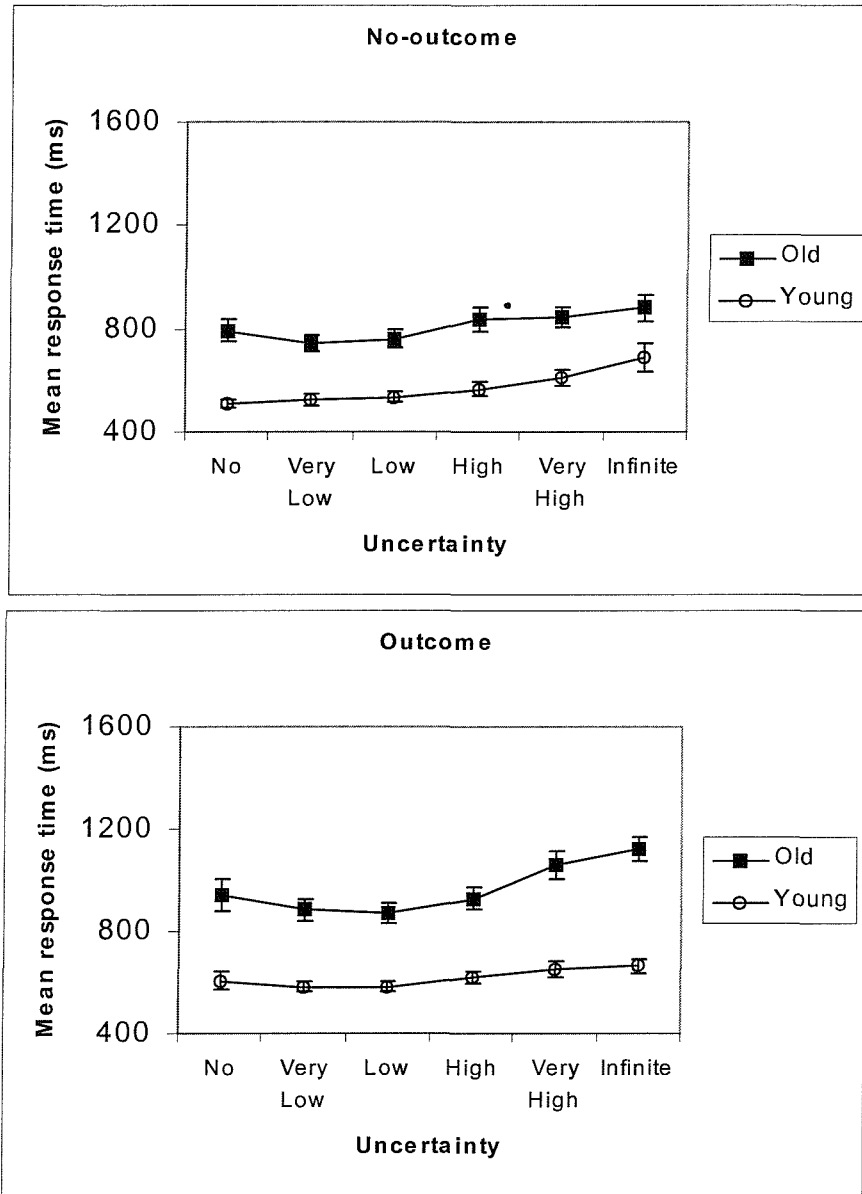 No-outcome
Mean response time (ms)
1600
1200
800
400
No Very Low Low High Very High Infinite
Uncertainty
Old
Young
Outcome
Mean response time (ms)
1600
1200
800
400
No Very Low Low High Very High Infinite
Uncertainty
Old
Young